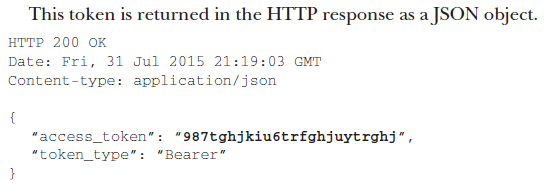 This token is returned in the HTTP response as a JSON object.
HTTP 200 OK
Date: Fri, 31 Jul 2015 21:19:03 GMT
Content-type: application/json
{
“access_token”: “987tghjkiu6trfghjuytrghj”,
“token_type”: “Bearer”
}